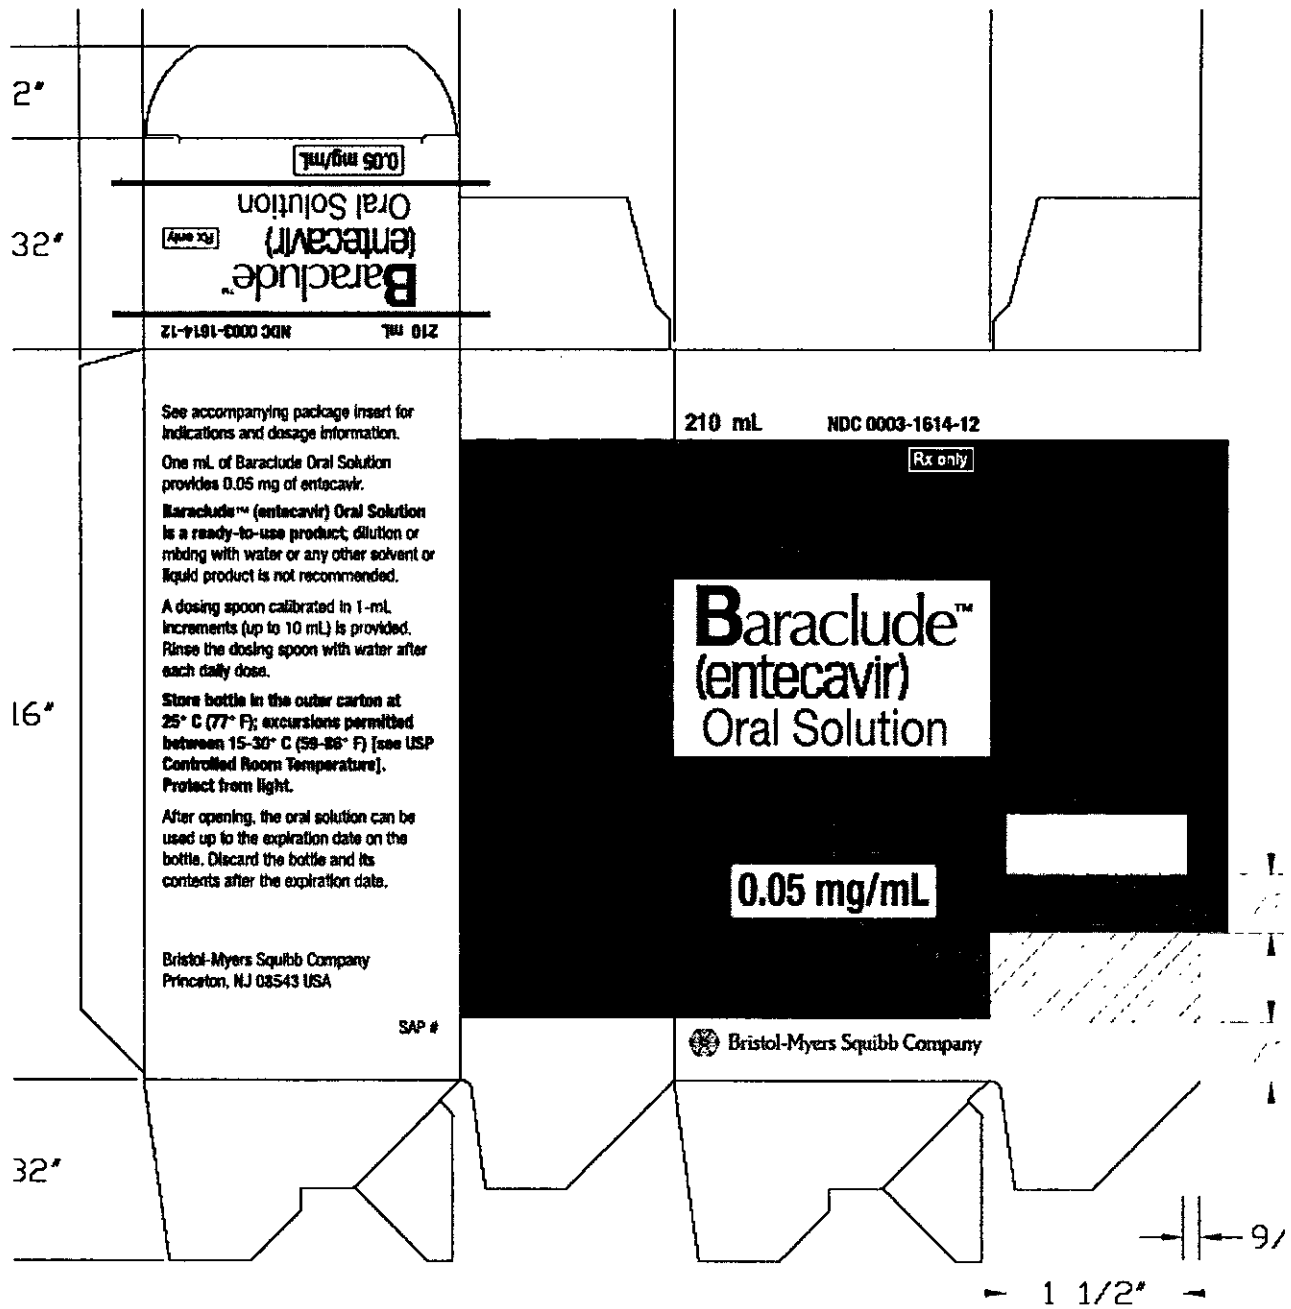 2"
32"
0.05 mg/mL
Oral Solution
(entecavir)
Rx only
Baraclude™
210 mL NDC 0003-1614-12
See accompanying package insert for
indications and dosage information.
One mL of Baraclude Oral Solution
provides 0.05 mg of entecavir.
Baraclude™ (entecavir) Oral Solution
is a ready-to-use product; dilution or
mixing with water or any other solvent or
liquid product is not recommended.
A dosing spoon calibrated in 1-mL
increments (up to 10 mL) is provided.
Rinse the dosing spoon with water after
each daily dose.
Store bottle in the outer carton at
25° C (77° F); excursions permitted
between 15-30° C (59-86° F) [see USP
Controlled Room Temperature].
Protect from light.
After opening, the oral solution can be
used up to the expiration date on the
bottle. Discard the bottle and its
contents after the expiration date.
Bristol-Myers Squibb Company
Princeton, NJ 08543 USA
SAP #
16"
32"
210 mL NDC 0003-1614-12
Rx only
Baraclude™
(entecavir)
Oral Solution
0.05 mg/mL
Bristol-Myers Squibb Company
9/
1 1/2"